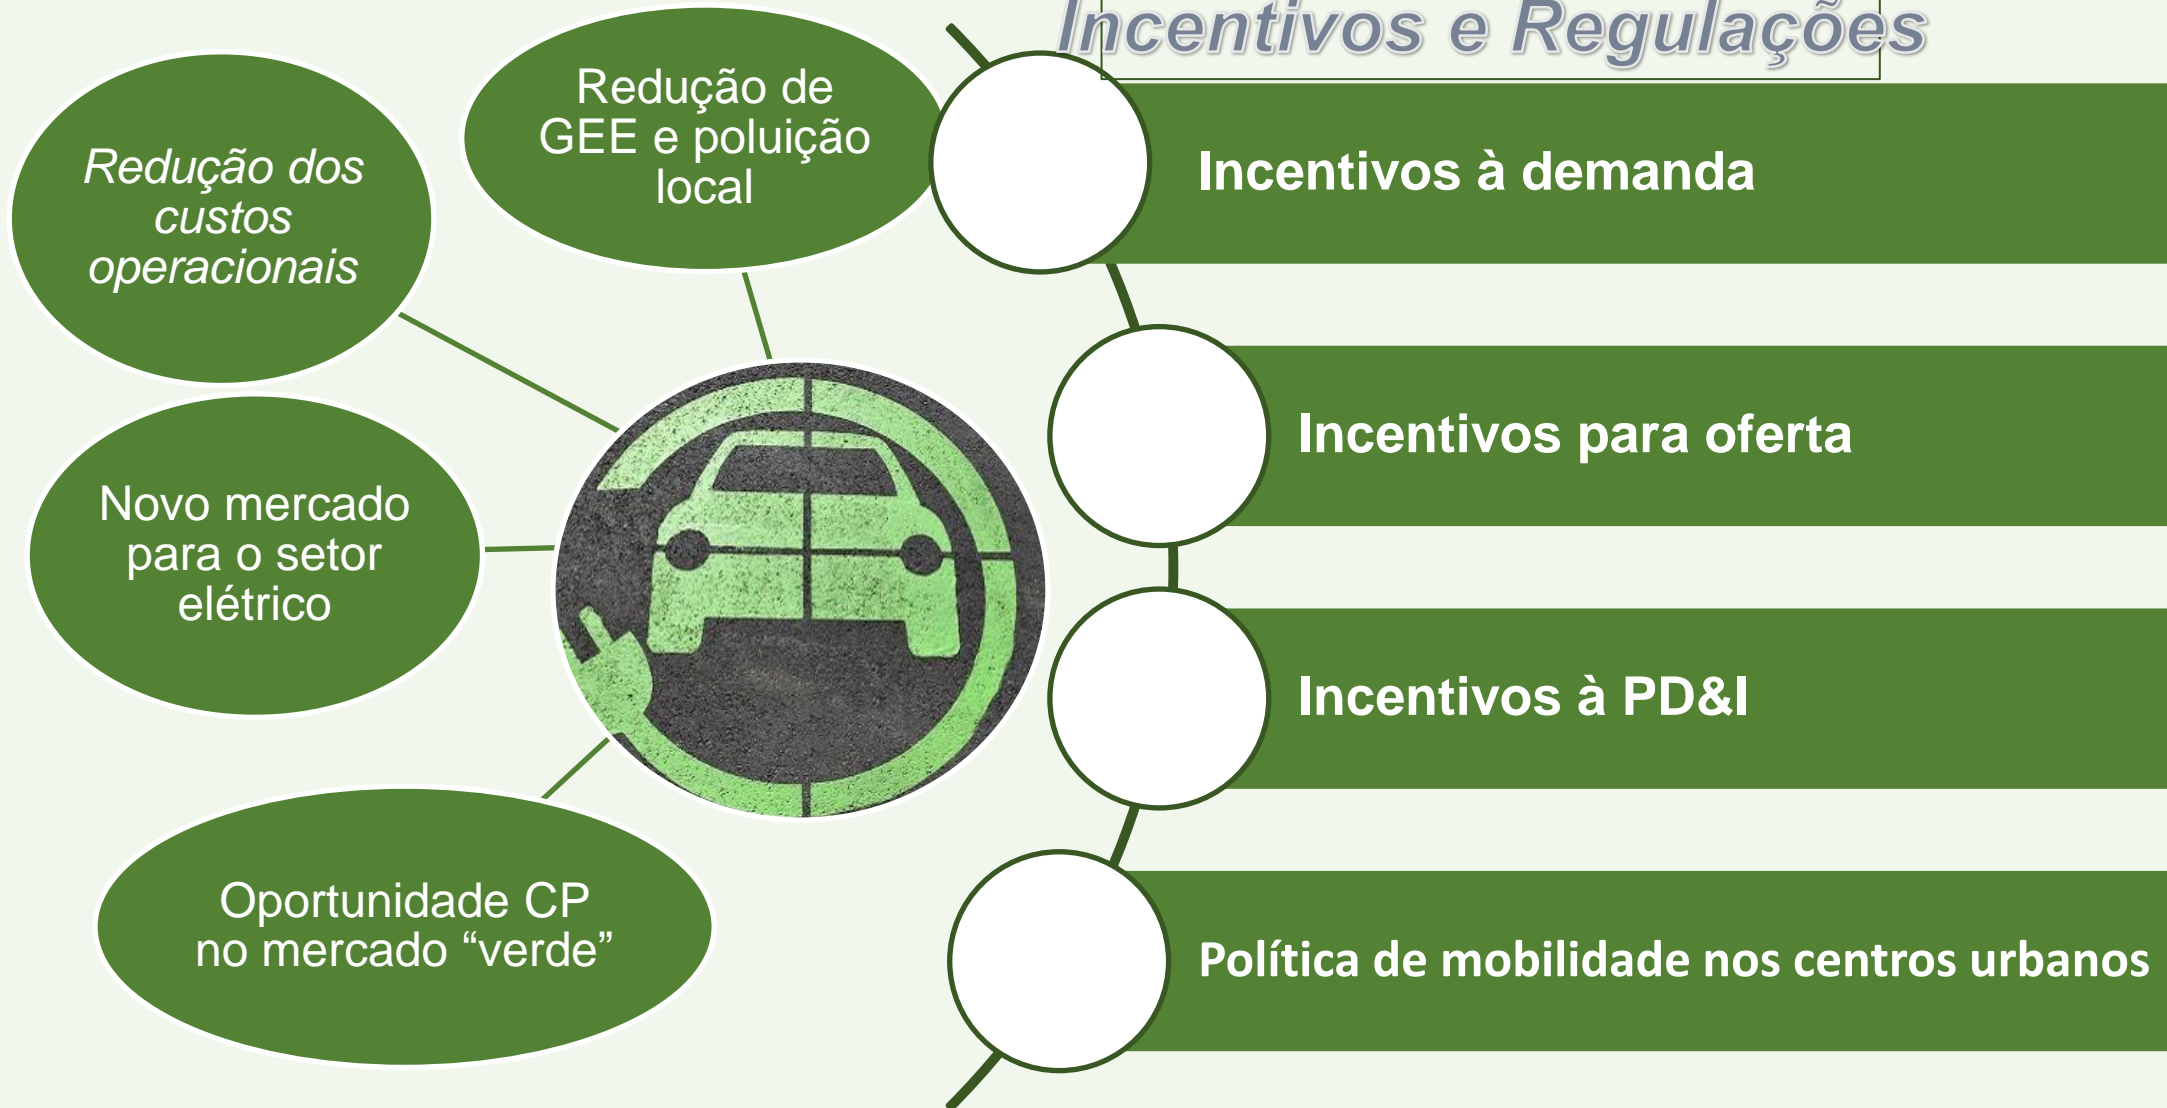 Incentivos e Regulações
Redução dos
custos
operacionais
Redução de
GEE e poluição
local
Novo mercado
para o setor
elétrico
Oportunidade CP
no mercado “verde”
Incentivos à demanda
Incentivos para oferta
Incentivos à PD&I
Política de mobilidade nos centros urbanos